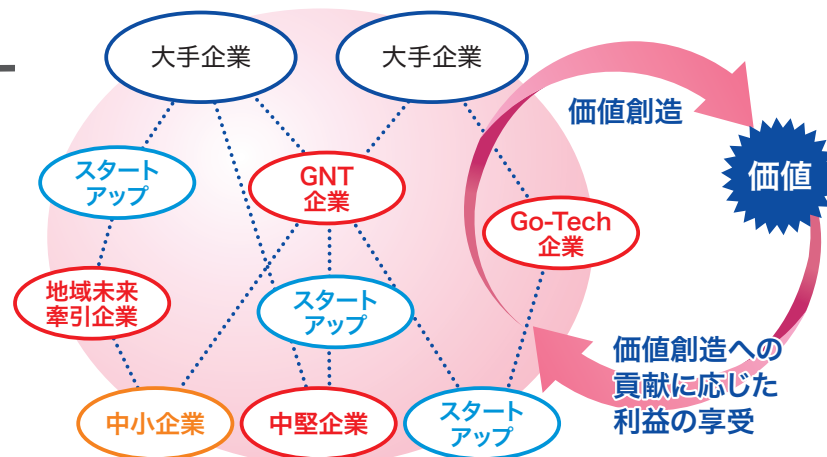 大手企業
大手企業
価値創造
価値
スタート
アップ
GNT
企業
Go-Tech
企業
地域未来
牽引企業
スタート
アップ
価値創造への
貢献に応じた
利益の享受
中小企業
中堅企業
スタート
アップ